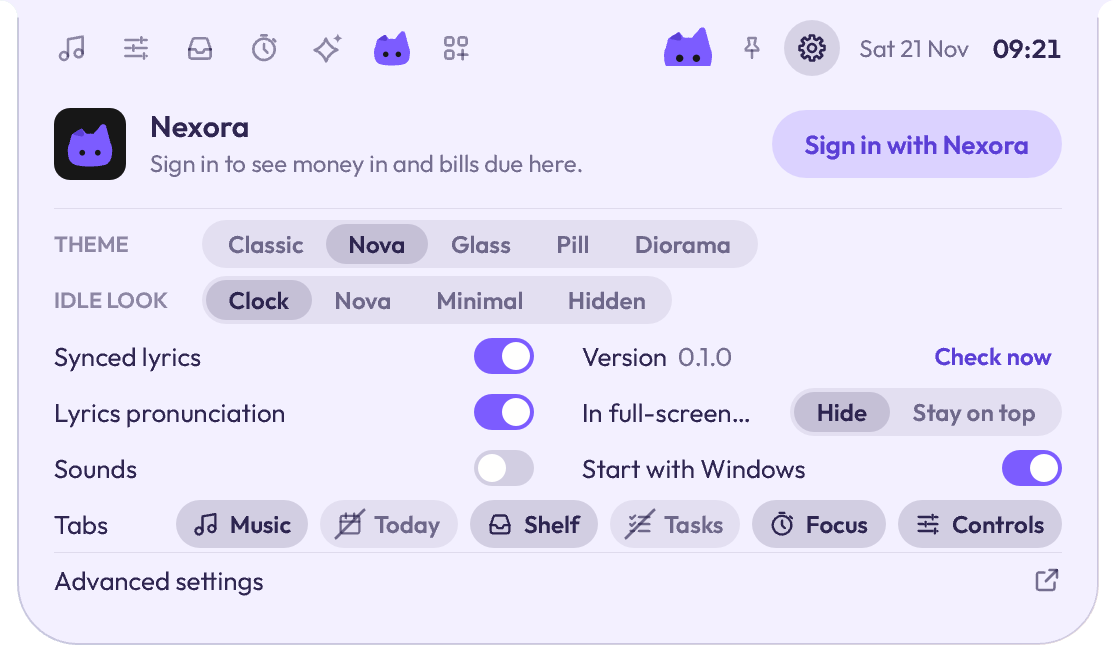 Sat 21 Nov 09:21
Nexora
Sign in to see money in and bills due here.
Sign in with Nexora
THEME Classic Nova Glass Pill Diorama
IDLE LOOK Clock Nova Minimal Hidden
Synced lyrics
Version 0.1.0 Check now
Lyrics pronunciation
In full-screen... Hide Stay on top
Sounds
Start with Windows
Tabs Music Today Shelf Tasks Focus Controls
Advanced settings